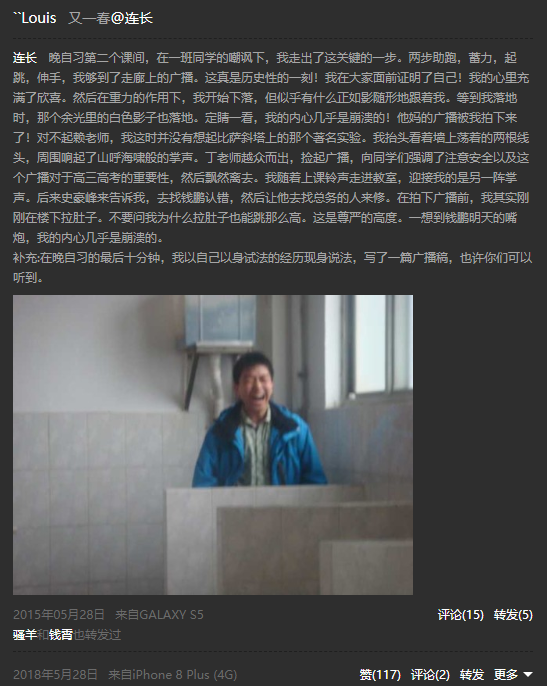 ``Louis 又一春@连长
连长 晚自习第二个课间，在一班同学的嘲讽下，我走出了这关键的一步。两步助跑，蓄力，起
跳，伸手，我够到了走廊上的广播。这真是历史性的一刻！我在大家面前证明了自己！我的心里充
满了欣喜。然后在重力的作用下，我开始下落，但似乎有什么正如影随形地跟着我。等到我落地
时，那个余光里的白色影子也落地。定睛一看，我的内心几乎是崩溃的！他妈的广播被我拍下来
了！对不起赖老师，我这时并没有想起比萨斜塔上的那个著名实验。我抬头看着墙上荡着的两根线
头，周围响起了山呼海啸般的掌声。丁老师越众而出，捡起广播，向同学们强调了注意安全以及这
个广播对于高三高考的重要性，然后飘然离去。我随着上课铃声走进教室，迎接我的是另一阵掌
声。后来史豪峰来告诉我，去找钱鹏认错，然后让他去找总务的人来修。在拍下广播前，我其实刚
刚在楼下拉肚子。不要问我为什么拉肚子也能跳那么高。这是尊严的高度。一想到钱鹏明天的嘴
炮，我的内心几乎是崩溃的。
补充:在晚自习的最后十分钟，我以自己以身试法的经历现身说法，写了一篇广播稿，也许你们可以
听到。
2015年05月28日 来自GALAXY S5 评论(15) 转发(5)
骚羊和钱霄也转发过
2018年5月28日 来自iPhone 8 Plus (4G) 赞(117) 评论(2) 转发 更多